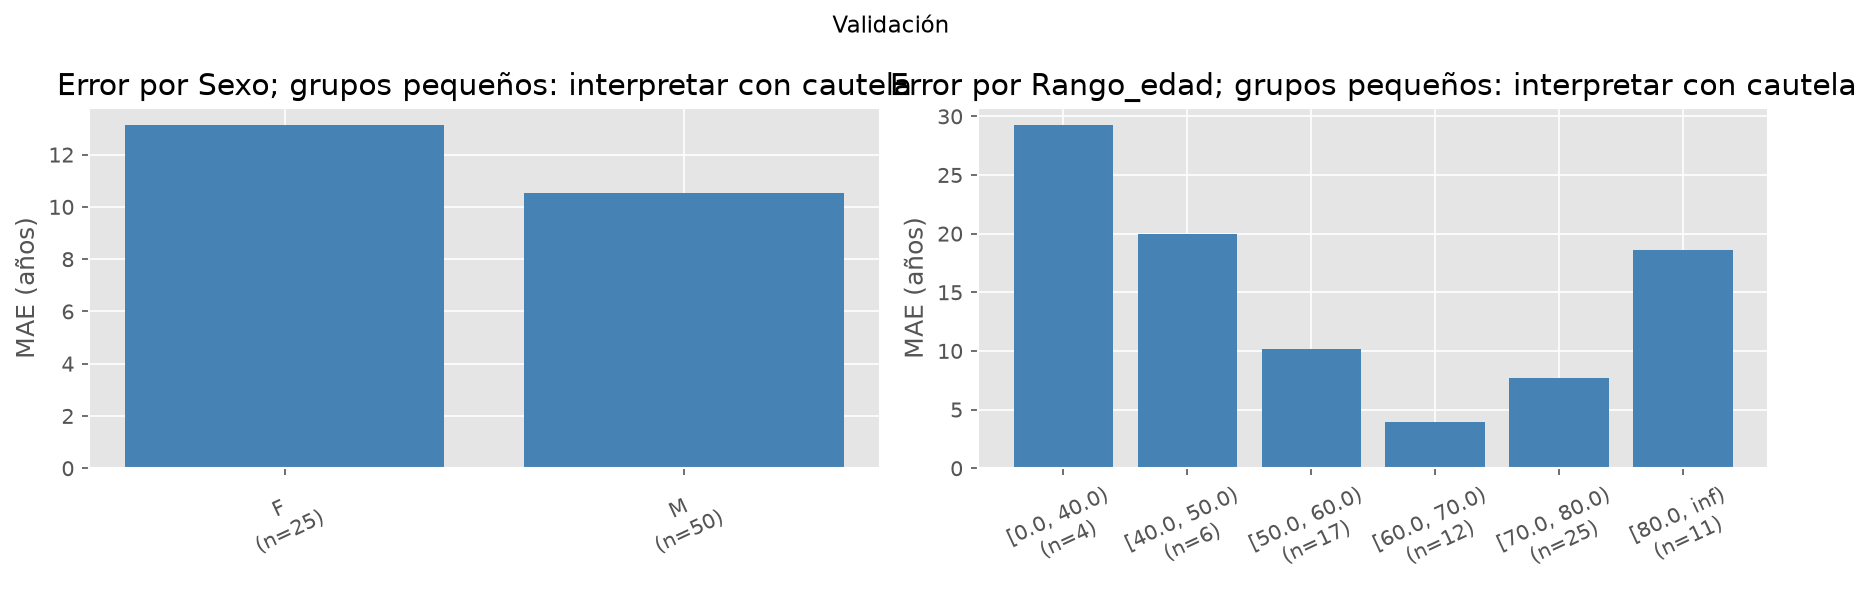 Validación
Error por Sexo; grupos pequeños: interpretar con cautela
MAE (años)
12
10
8
6
4
2
0
F
(n=25)
M
(n=50)
Error por Rango_edad; grupos pequeños: interpretar con cautela
MAE (años)
30
25
20
15
10
5
0
[0.0, 40.0)
(n=4)
[40.0, 50.0)
(n=6)
[50.0, 60.0)
(n=17)
[60.0, 70.0)
(n=12)
[70.0, 80.0)
(n=25)
[80.0, inf)
(n=11)